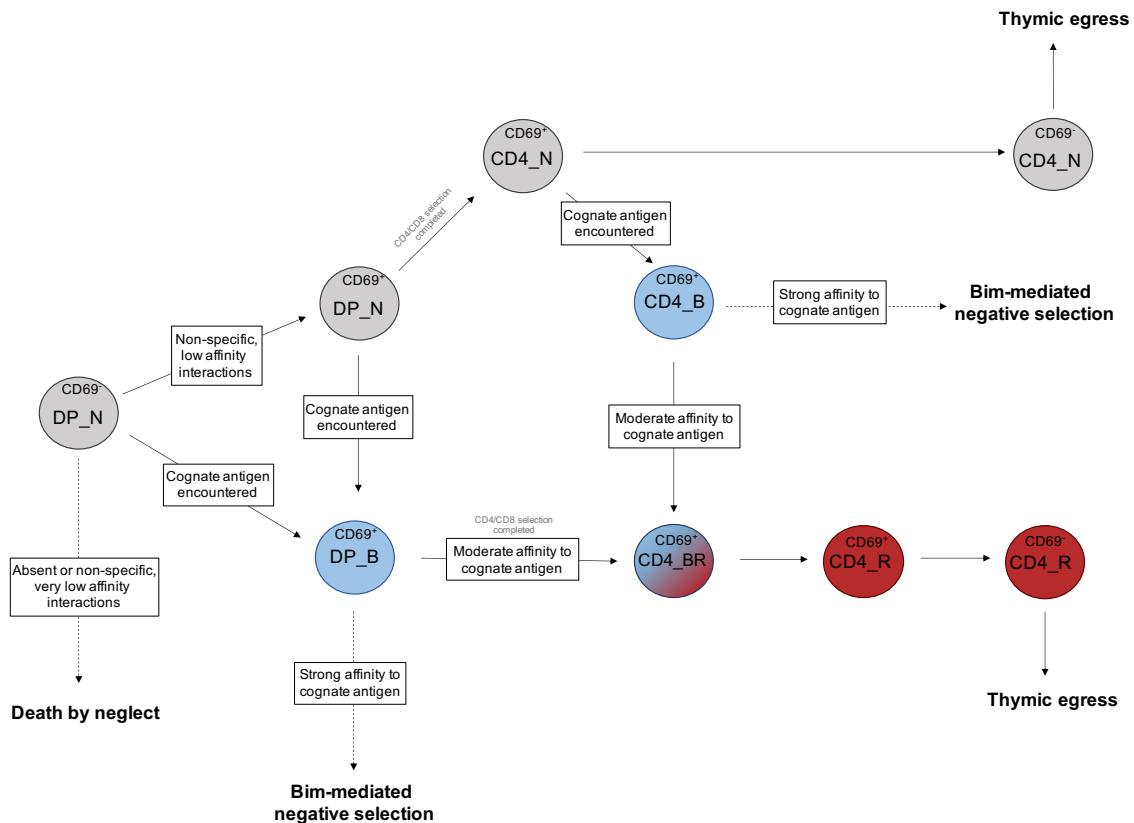 Thymic egress
CD69+
CD4_N
CD69-
CD4_N
CD4/CD8 selection
completed
Cognate antigen
encountered
CD69+
DP_N
CD69+
CD4_B
Strong affinity to
cognate antigen
Bim-mediated
negative selection
Non-specific,
low affinity
interactions
CD69-
DP_N
Cognate antigen
encountered
Moderate affinity to
cognate antigen
Cognate antigen
encountered
CD69+
DP_B
CD4/CD8 selection
completed
Moderate affinity to
cognate antigen
CD69+
CD4_BR
CD69+
CD4_R
CD69-
CD4_R
Absent or non-specific,
very low affinity
interactions
Strong affinity to
cognate antigen
Death by neglect
Thymic egress
Bim-mediated
negative selection